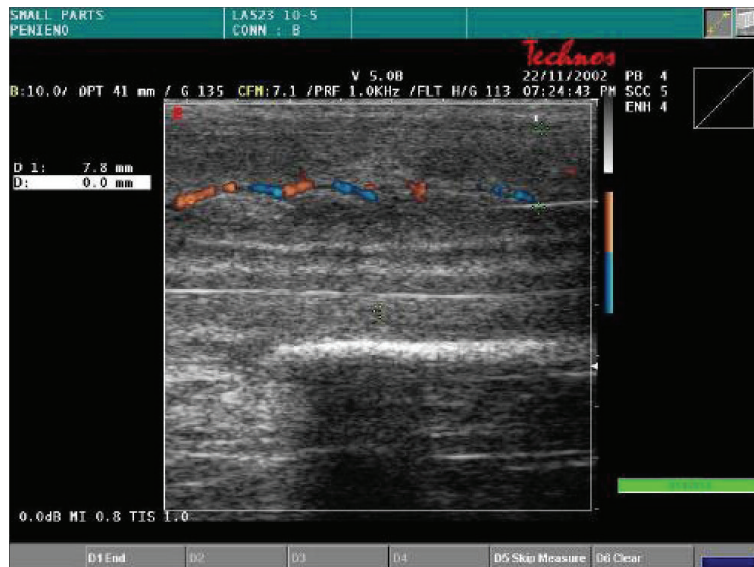 SMALL PARTS
PENIENO
LA523 10-5
CONN : B
Technos
V 5.0B
22/11/2002
PB 4
B:10.0/ OPT 41 mm / G 135 CFM:7.1 /PRF 1.0KHz /FLT H/G 113 07:24:43 PM
SCC 5
ENH 4
E
D 1: 7.8 mm
D: 0.0 mm
0.0dB MI 0.8 TIS 1.0
D1 End
D2
D3
D4
D5 Skip Measure
D6 Clear